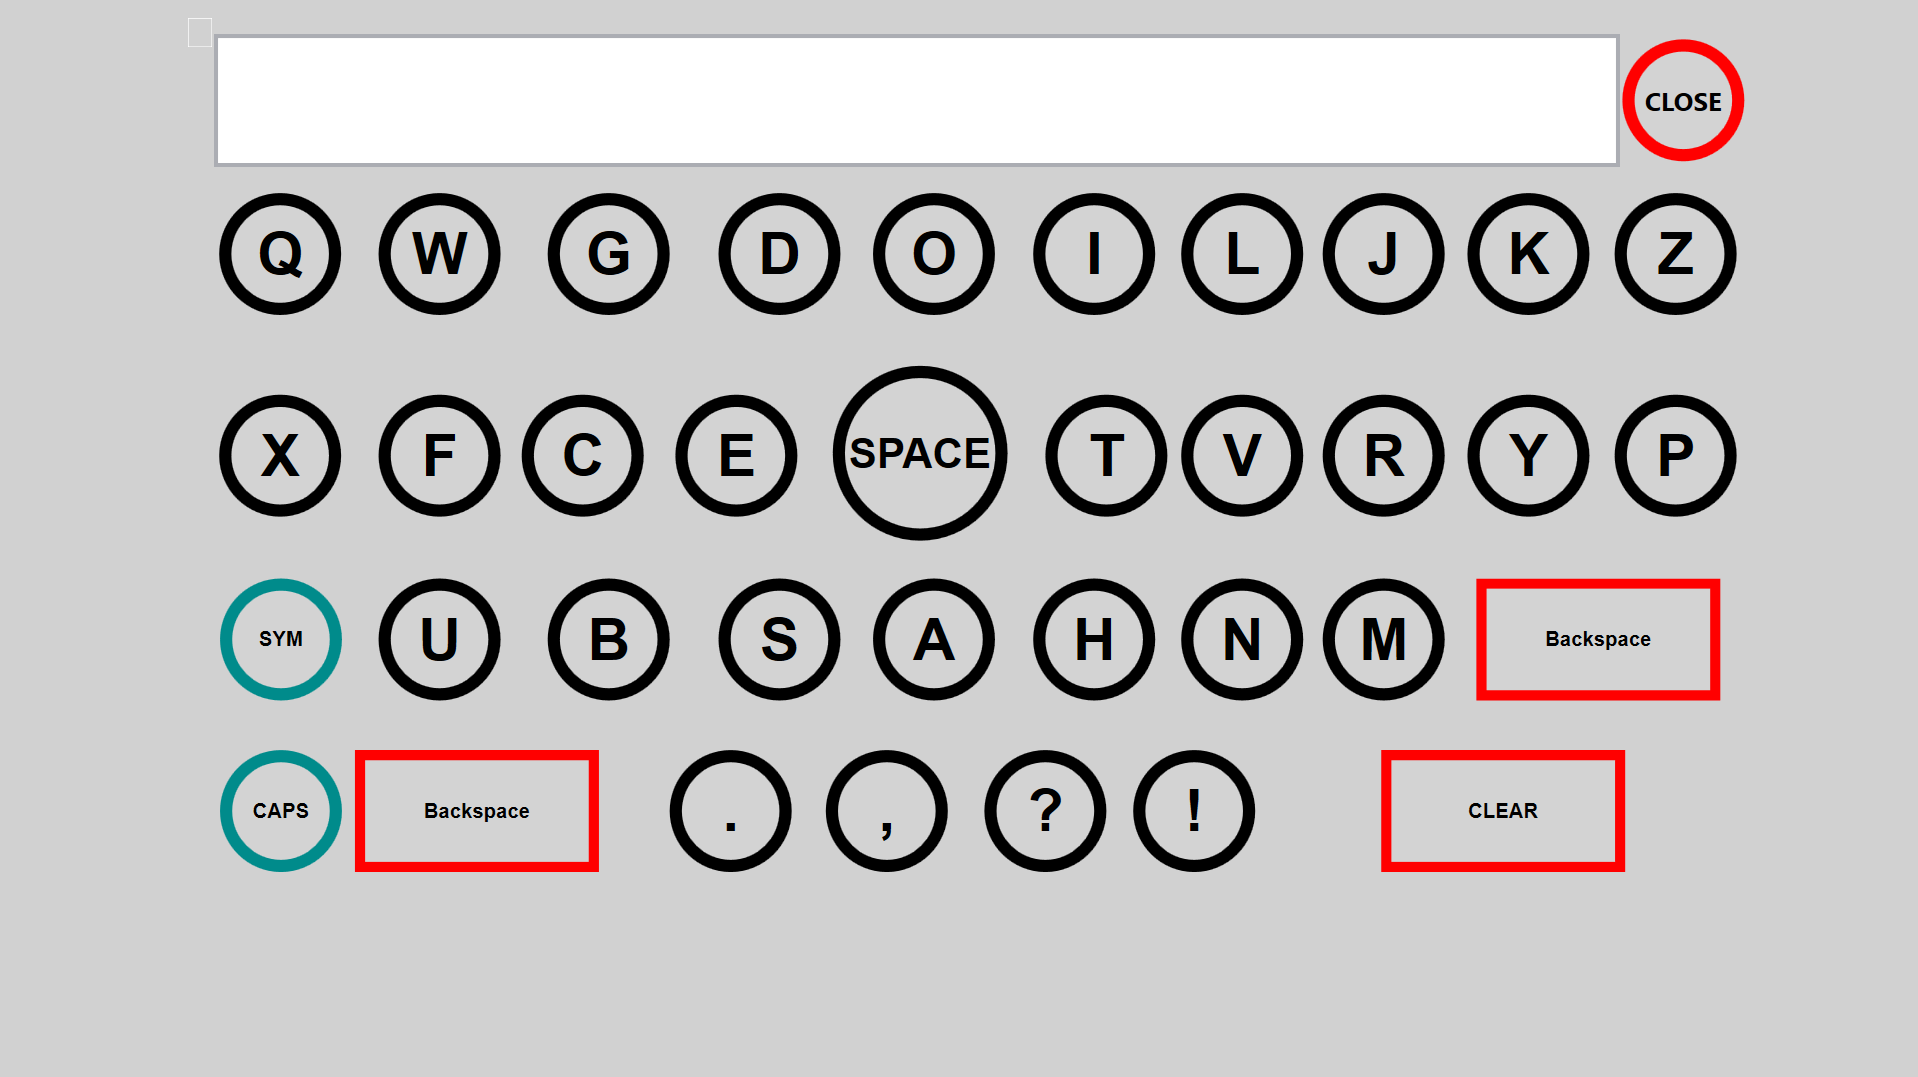 CLOSE
Q W G D O I L J K Z
X F C E SPACE T V R Y P
SYM U B S A H N M Backspace
CAPS Backspace . , ? ! CLEAR